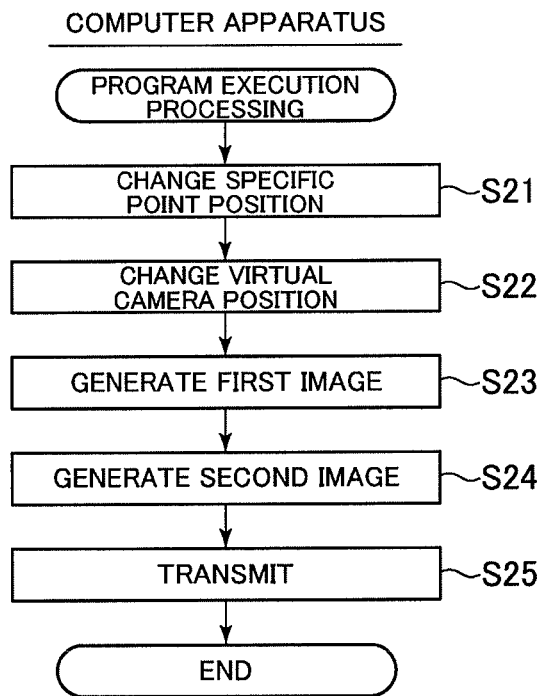 COMPUTER APPARATUS
PROGRAM EXECUTION
PROCESSING
CHANGE SPECIFIC
POINT POSITION
S21
CHANGE VIRTUAL
CAMERA POSITION
S22
GENERATE FIRST IMAGE
S23
GENERATE SECOND IMAGE
S24
TRANSMIT
S25
END